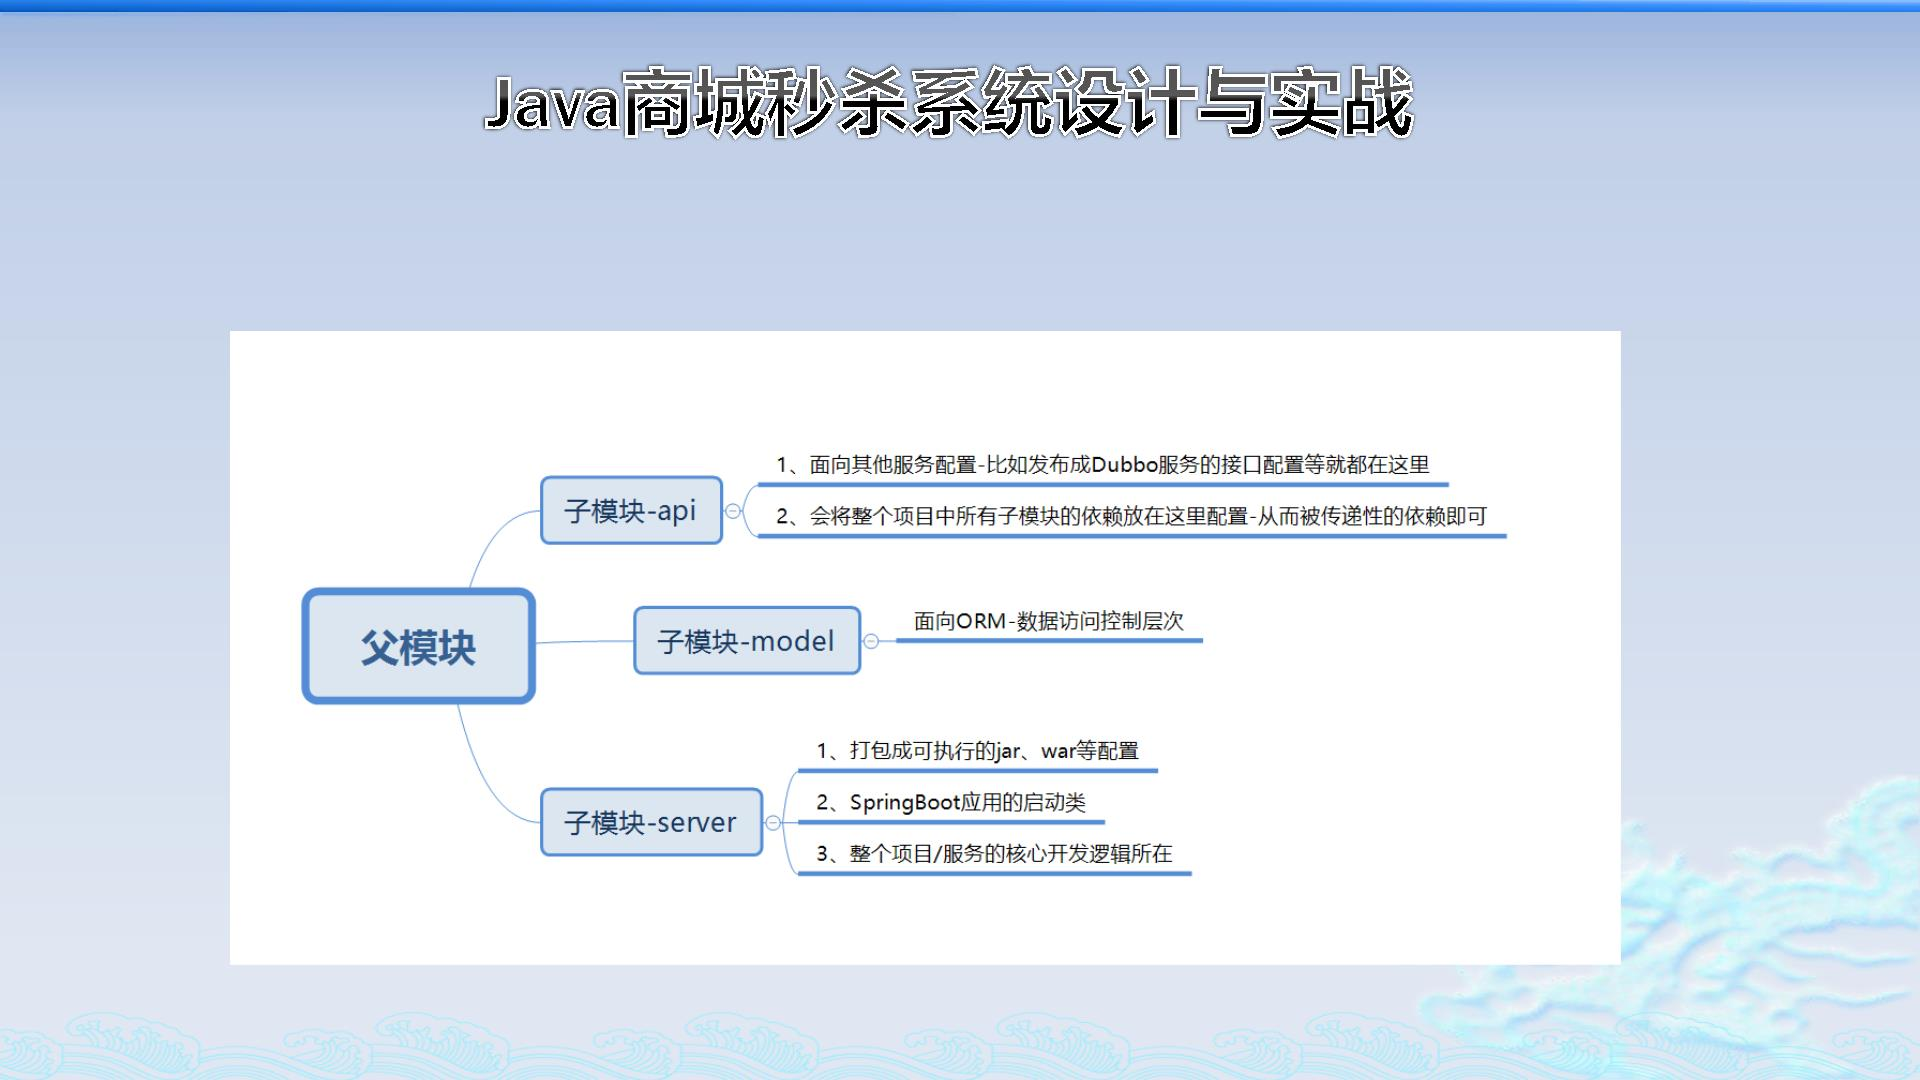 Java商城秒杀系统设计与实战
父模块
子模块-api
1、面向其他服务配置-比如发布成Dubbo服务的接口配置等就都在这里
2、会将整个项目中所有子模块的依赖放在这里配置-从而被传递性的依赖即可
子模块-model
面向ORM-数据访问控制层次
子模块-server
1、打包成可执行的jar、war等配置
2、SpringBoot应用的启动类
3、整个项目/服务的核心开发逻辑所在